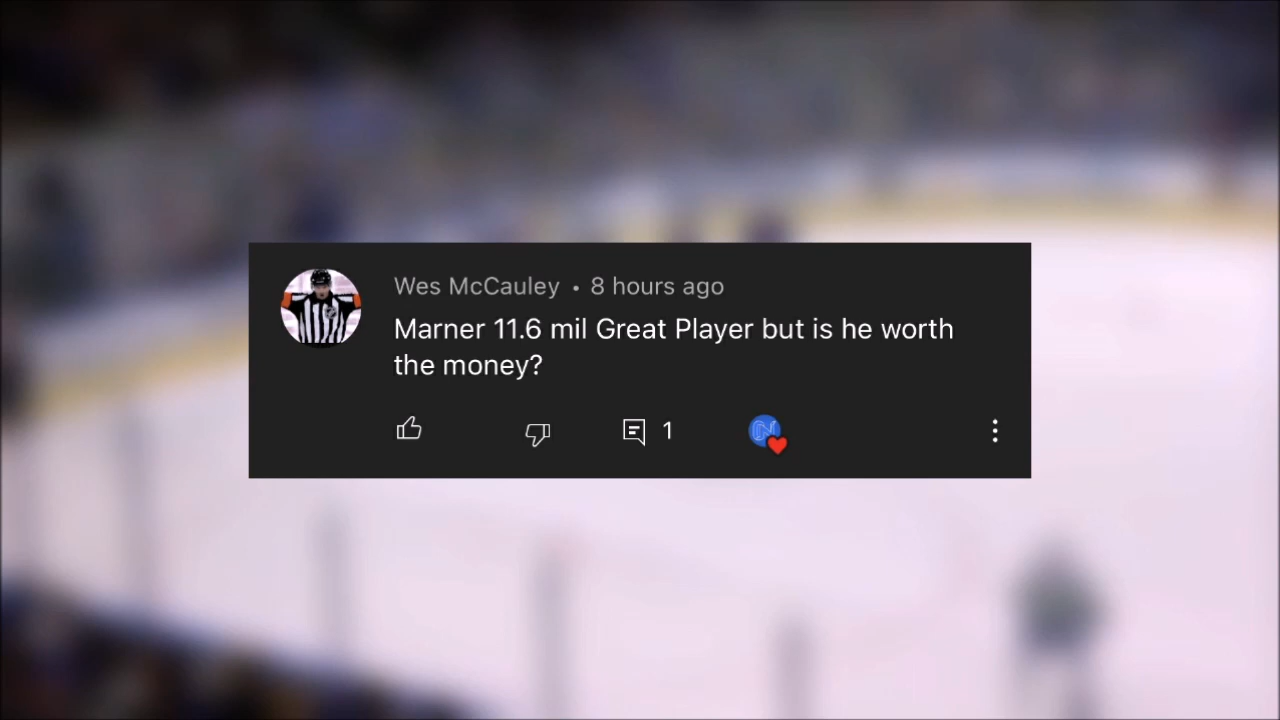 Wes McCauley • 8 hours ago
Marner 11.6 mil Great Player but is he worth
the money?
1